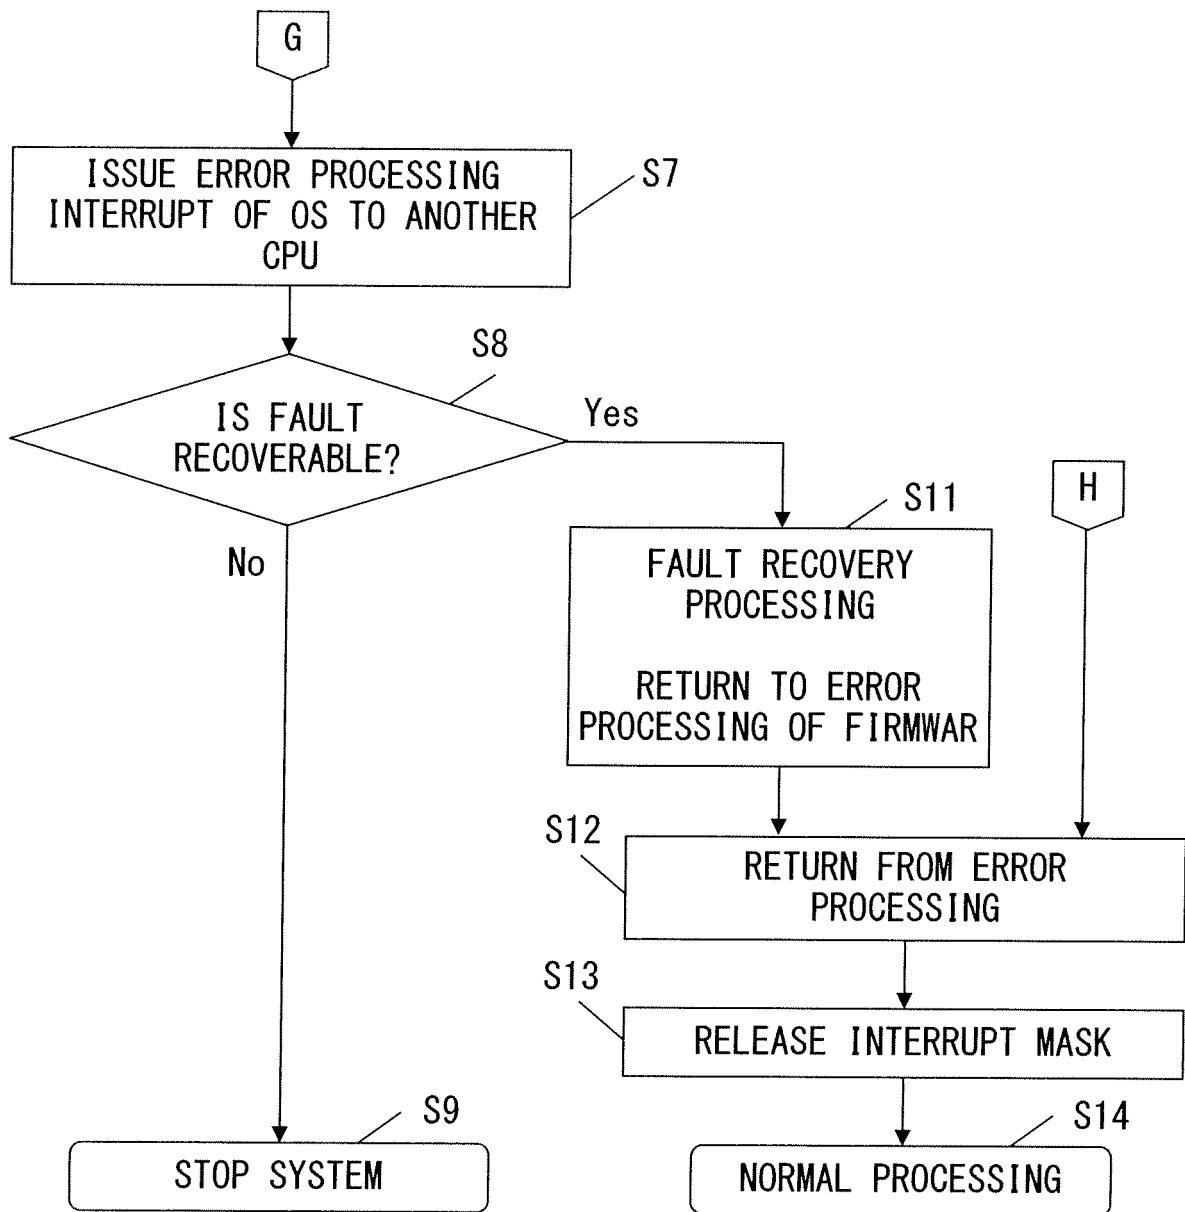 G
ISSUE ERROR PROCESSING
INTERRUPT OF OS TO ANOTHER
CPU
S7
S8
IS FAULT
RECOVERABLE?
Yes
No
H
S11
FAULT RECOVERY
PROCESSING
RETURN TO ERROR
PROCESSING OF FIRMWAR
S12
RETURN FROM ERROR
PROCESSING
S13
RELEASE INTERRUPT MASK
S9
STOP SYSTEM
S14
NORMAL PROCESSING